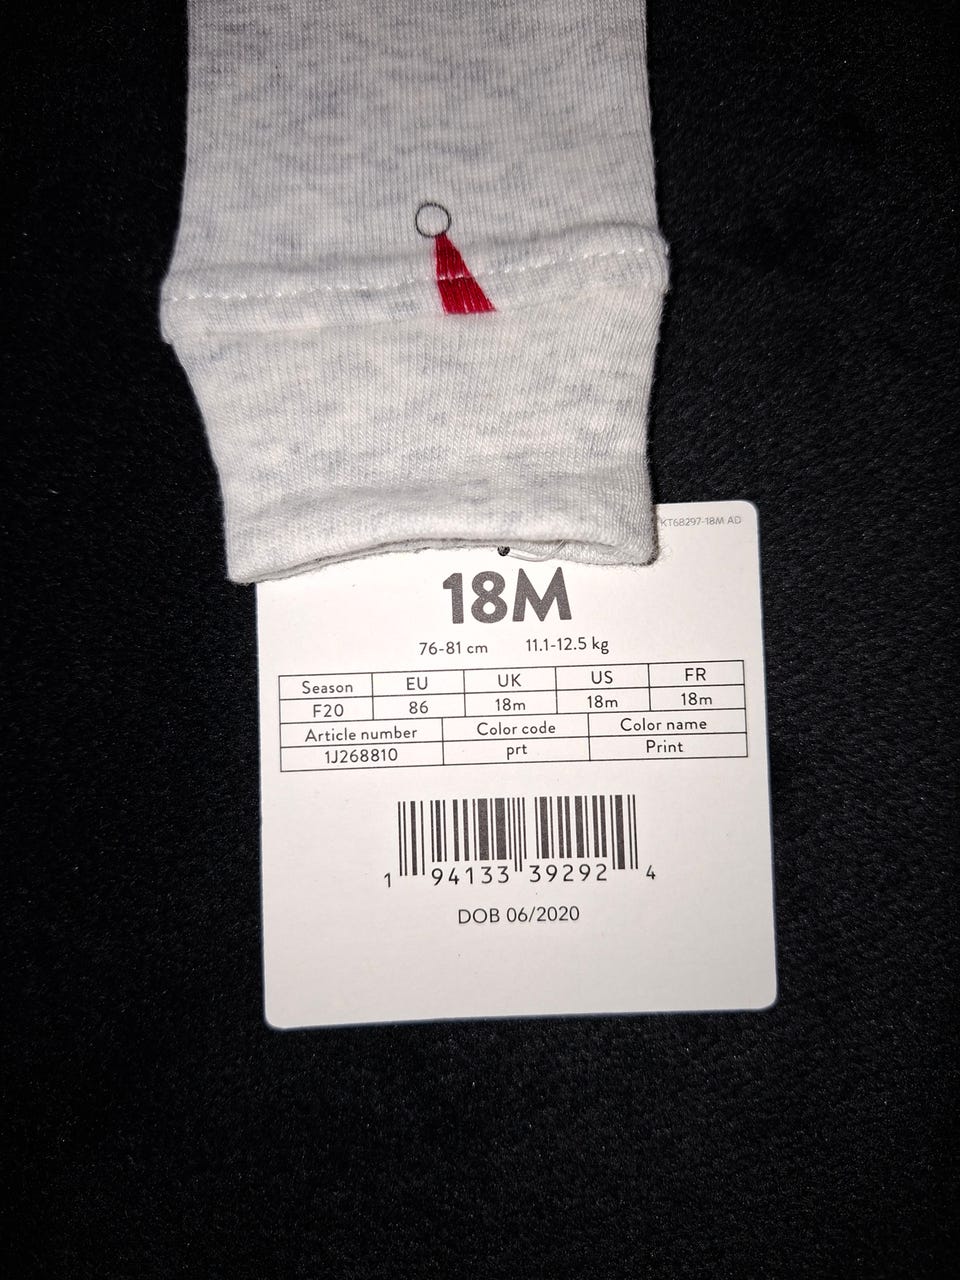 KT68297-18M AD
18M
76-81 cm 11.1-12.5 kg
Season EU UK US FR
F20 86 18m 18m 18m
Article number Color code Color name
1J268810 prt Print
1 94133 39292 4
DOB 06/2020